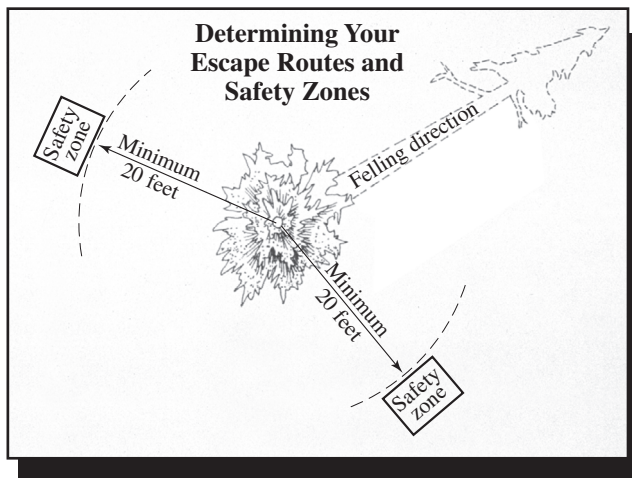 Determining Your
Escape Routes and
Safety Zones
Safety
zone
Minimum
20 feet
Felling direction
Minimum
20 feet
Safety
zone